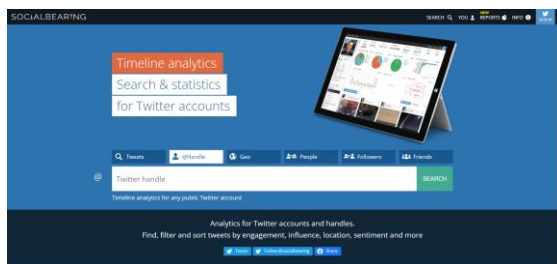 SOCIALBEARING
SEARCH YOU REPORTS INFO
NEW
Timeline analytics
Search & statistics
for Twitter accounts
Tweets @Handle Geo People Followers Friends
@ Twitter handle SEARCH
Timeline analytics for any public Twitter account
Analytics for Twitter accounts and handles.
Find, filter and sort tweets by engagement, influence, location, sentiment and more
Tweet Follow @socialbearing Share